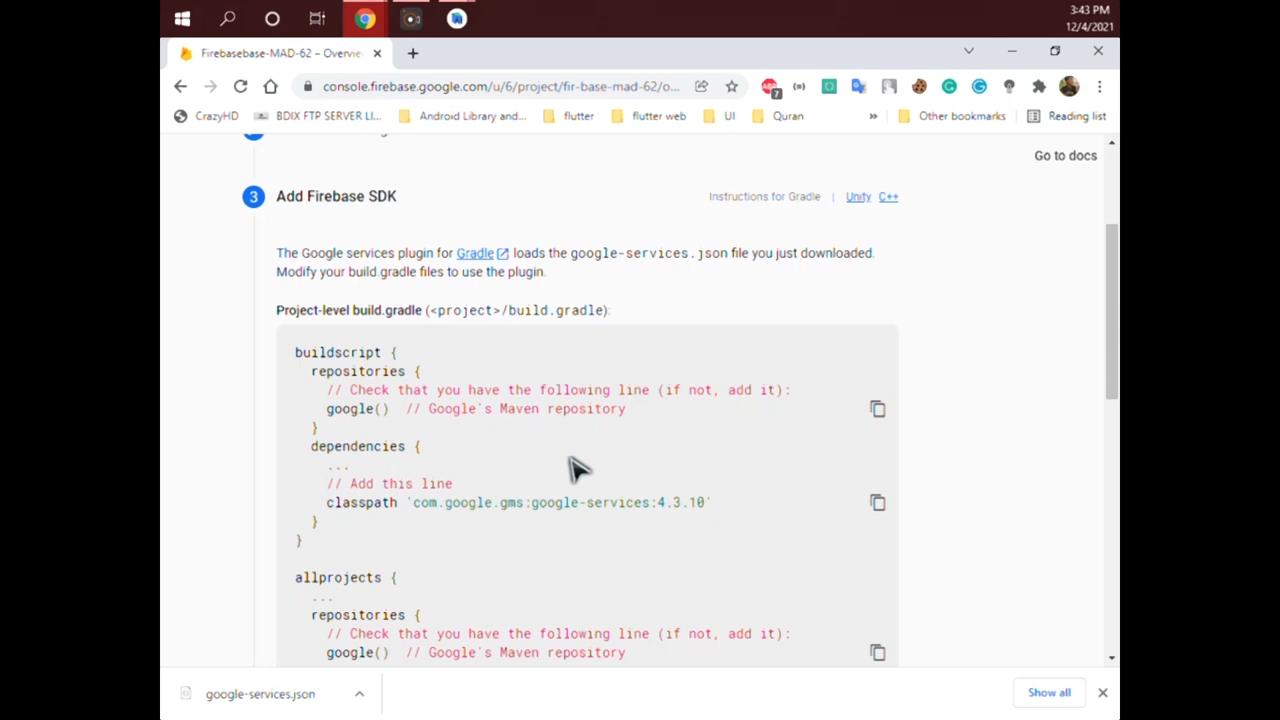 3:43 PM
12/4/2021
Firebasebase-MAD-62 – Overvie
console.firebase.google.com/u/6/project/fir-base-mad-62/o...
7
CrazyHD
BDIX FTP SERVER LI...
Android Library and...
flutter
flutter web
UI
Quran
»
Other bookmarks
Reading list
Go to docs
3
Add Firebase SDK
Instructions for Gradle | Unity C++
The Google services plugin for Gradle loads the google-services.json file you just downloaded.
Modify your build.gradle files to use the plugin.
Project-level build.gradle (<project>/build.gradle):
buildscript {
repositories {
// Check that you have the following line (if not, add it):
google() // Google's Maven repository
}
dependencies {
...
// Add this line
classpath 'com.google.gms:google-services:4.3.10'
}
}
allprojects {
...
repositories {
// Check that you have the following line (if not, add it):
google() // Google's Maven repository
google-services.json
Show all